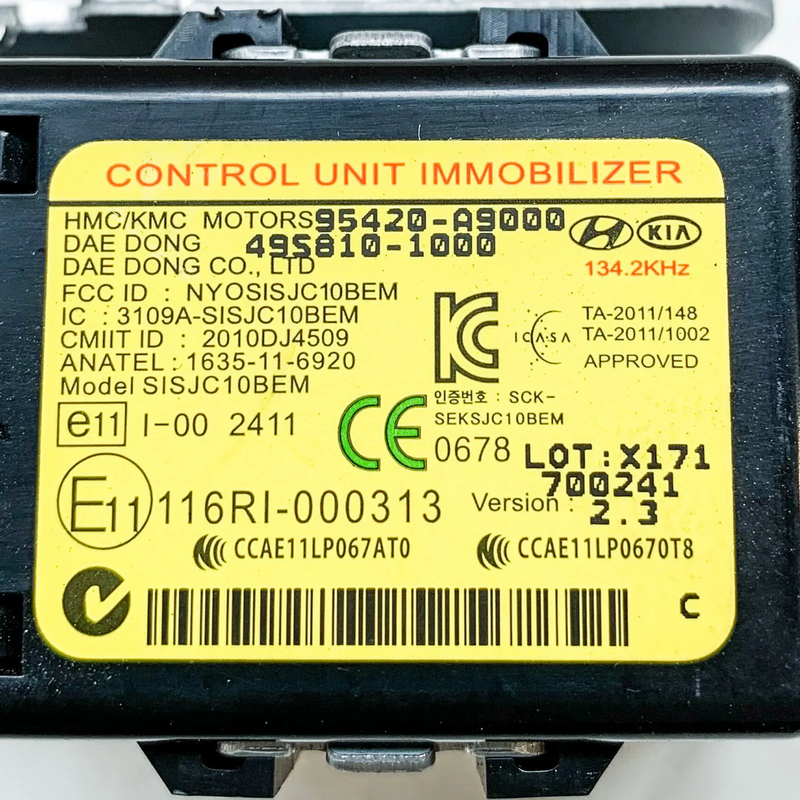 CONTROL UNIT IMMOBILIZER
HMC/KMC MOTORS 95420-A9000
DAE DONG 49S810-1000
KIA
DAE DONG CO., LTD
134.2KHz
FCC ID : NYOSISJC10BEM
IC : 3109A-SISJC10BEM
CMIIT ID : 2010DJ4509
ANATEL : 1635-11-6920
Model SISJC10BEM
ICASA
TA-2011/148
TA-2011/1002
APPROVED
인증번호 : SCK-
SEKSJC10BEM
e11 I-00 2411
CE 0678
LOT:X171
700241
E11 116RI-000313
Version : 2.3
CCAE11LP067AT0 CCAE11LP0670T8
C